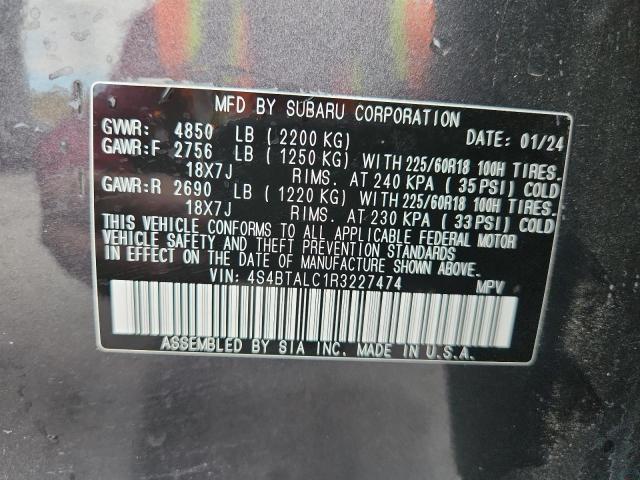 MFD BY SUBARU CORPORATION
GVWR: 4850 LB (2200 KG) DATE: 01/24
GAWR:F 2756 LB (1250 KG) WITH 225/60R18 100H TIRES.
18X7J RIMS. AT 240 KPA (35 PSI) COLD
GAWR:R 2690 LB (1220 KG) WITH 225/60R18 100H TIRES.
18X7J RIMS. AT 230 KPA (33 PSI) COLD
THIS VEHICLE CONFORMS TO ALL APPLICABLE FEDERAL MOTOR
VEHICLE SAFETY AND THEFT PREVENTION STANDARDS
IN EFFECT ON THE DATE OF MANUFACTURE SHOWN ABOVE.
VIN: 4S4BTALC1R3227474 MPV
ASSEMBLED BY SIA INC. MADE IN U.S.A.